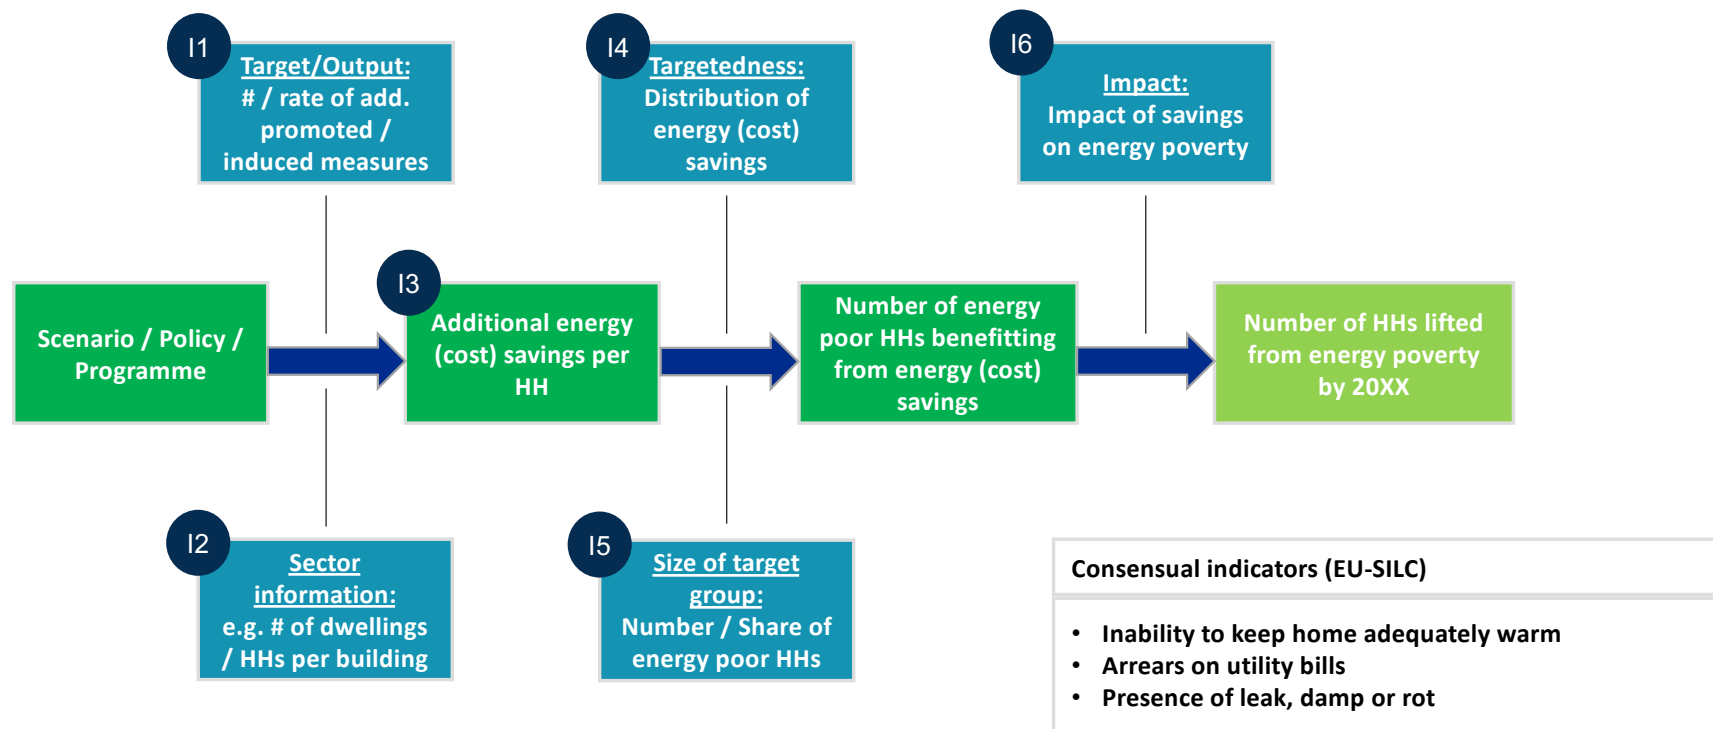 I1
Target/Output:
# / rate of add.
promoted /
induced measures
I4
Targetedness:
Distribution of
energy (cost)
savings
I6
Impact:
Impact of savings
on energy poverty
Scenario / Policy /
Programme
I3
Additional energy
(cost) savings per
HH
Number of energy
poor HHs benefitting
from energy (cost)
savings
Number of HHs lifted
from energy poverty
by 20XX
I2
Sector
information:
e.g. # of dwellings
/ HHs per building
I5
Size of target
group:
Number / Share of
energy poor HHs
Consensual indicators (EU-SILC)
• Inability to keep home adequately warm
• Arrears on utility bills
• Presence of leak, damp or rot